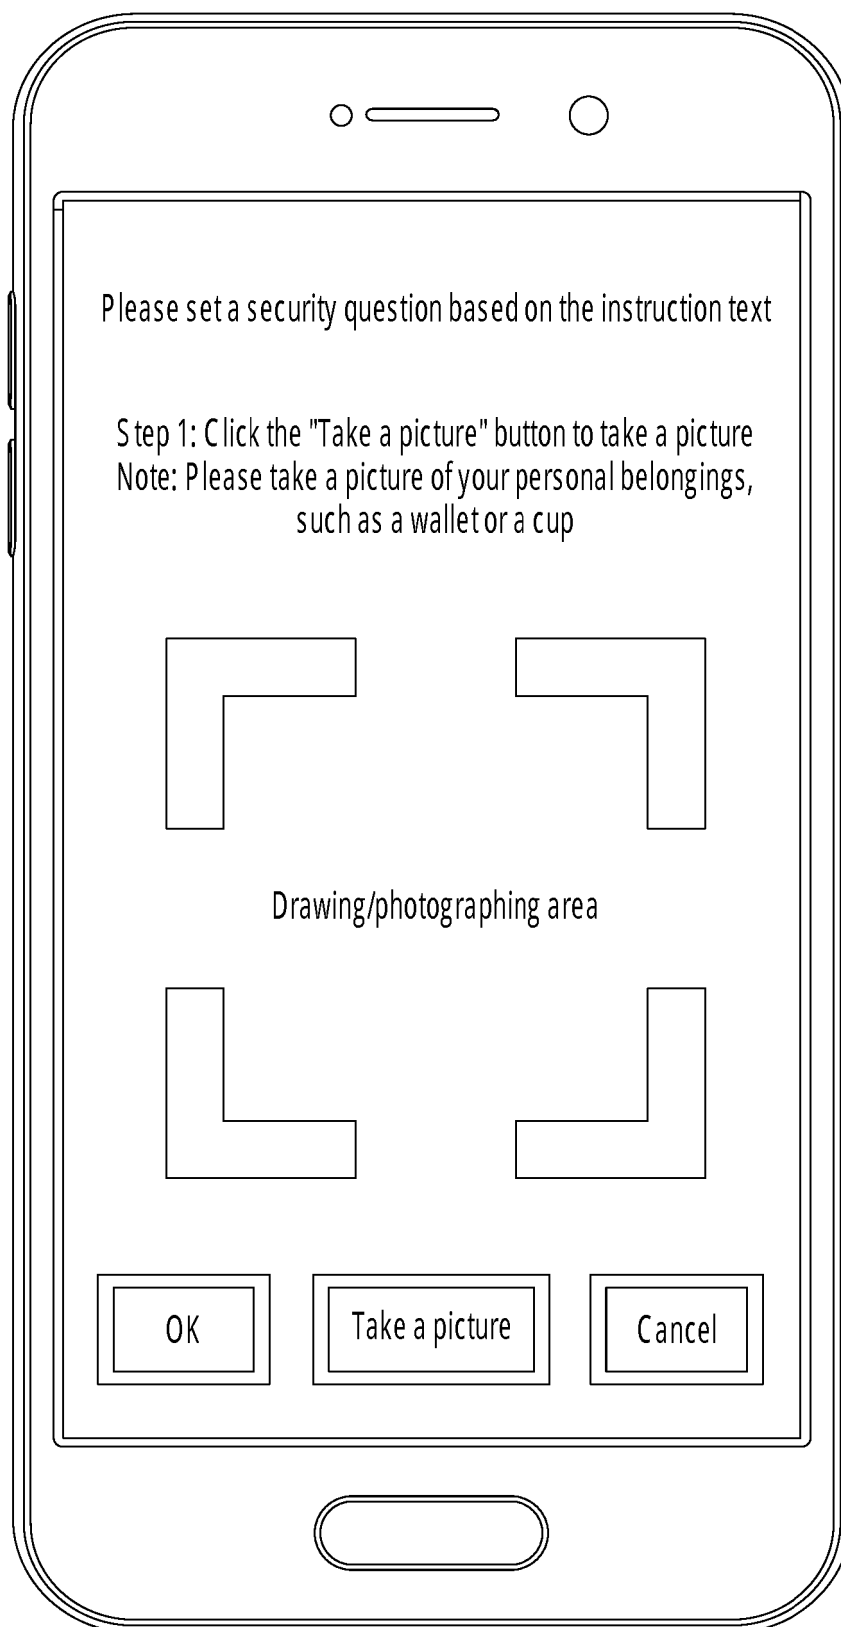 Please set a security question based on the instruction text
Step 1: Click the "Take a picture" button to take a picture
Note: Please take a picture of your personal belongings,
such as a wallet or a cup
Drawing/photographing area
OK
Take a picture
Cancel